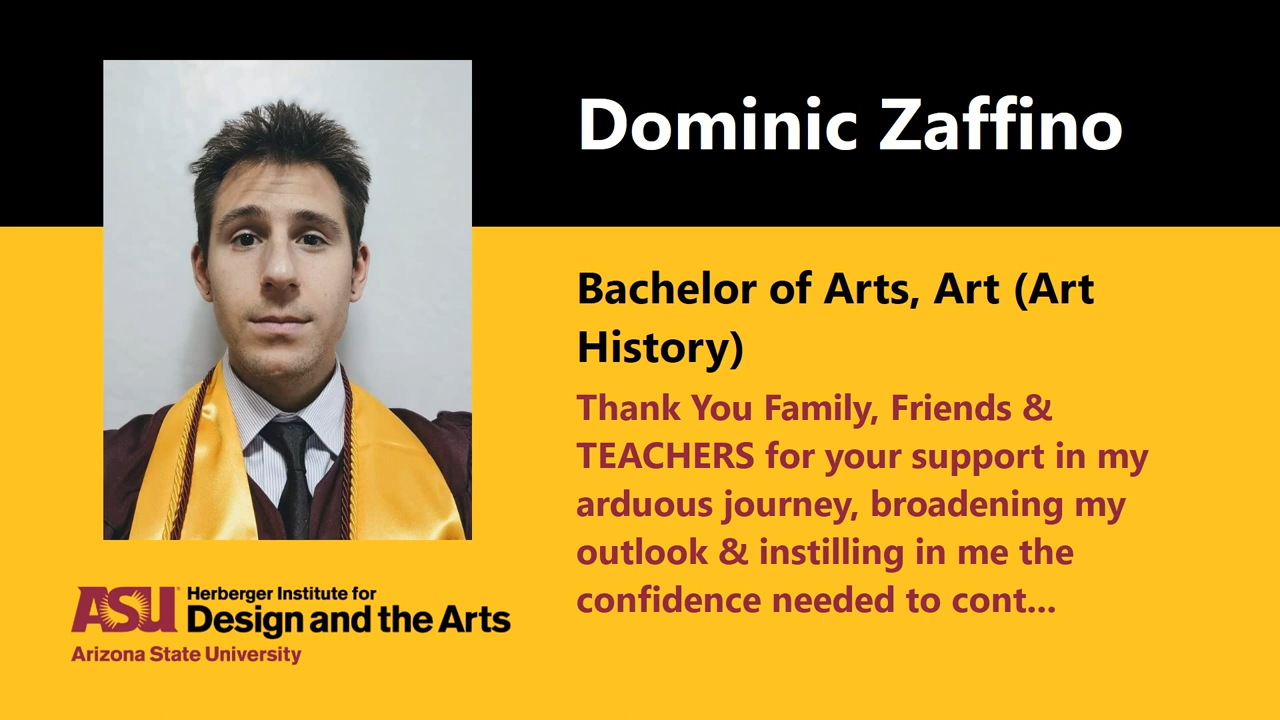 Dominic Zaffino
Bachelor of Arts, Art (Art
History)
Thank You Family, Friends &
TEACHERS for your support in my
arduous journey, broadening my
outlook & instilling in me the
confidence needed to cont...
ASU Herberger Institute for
Design and the Arts
Arizona State University